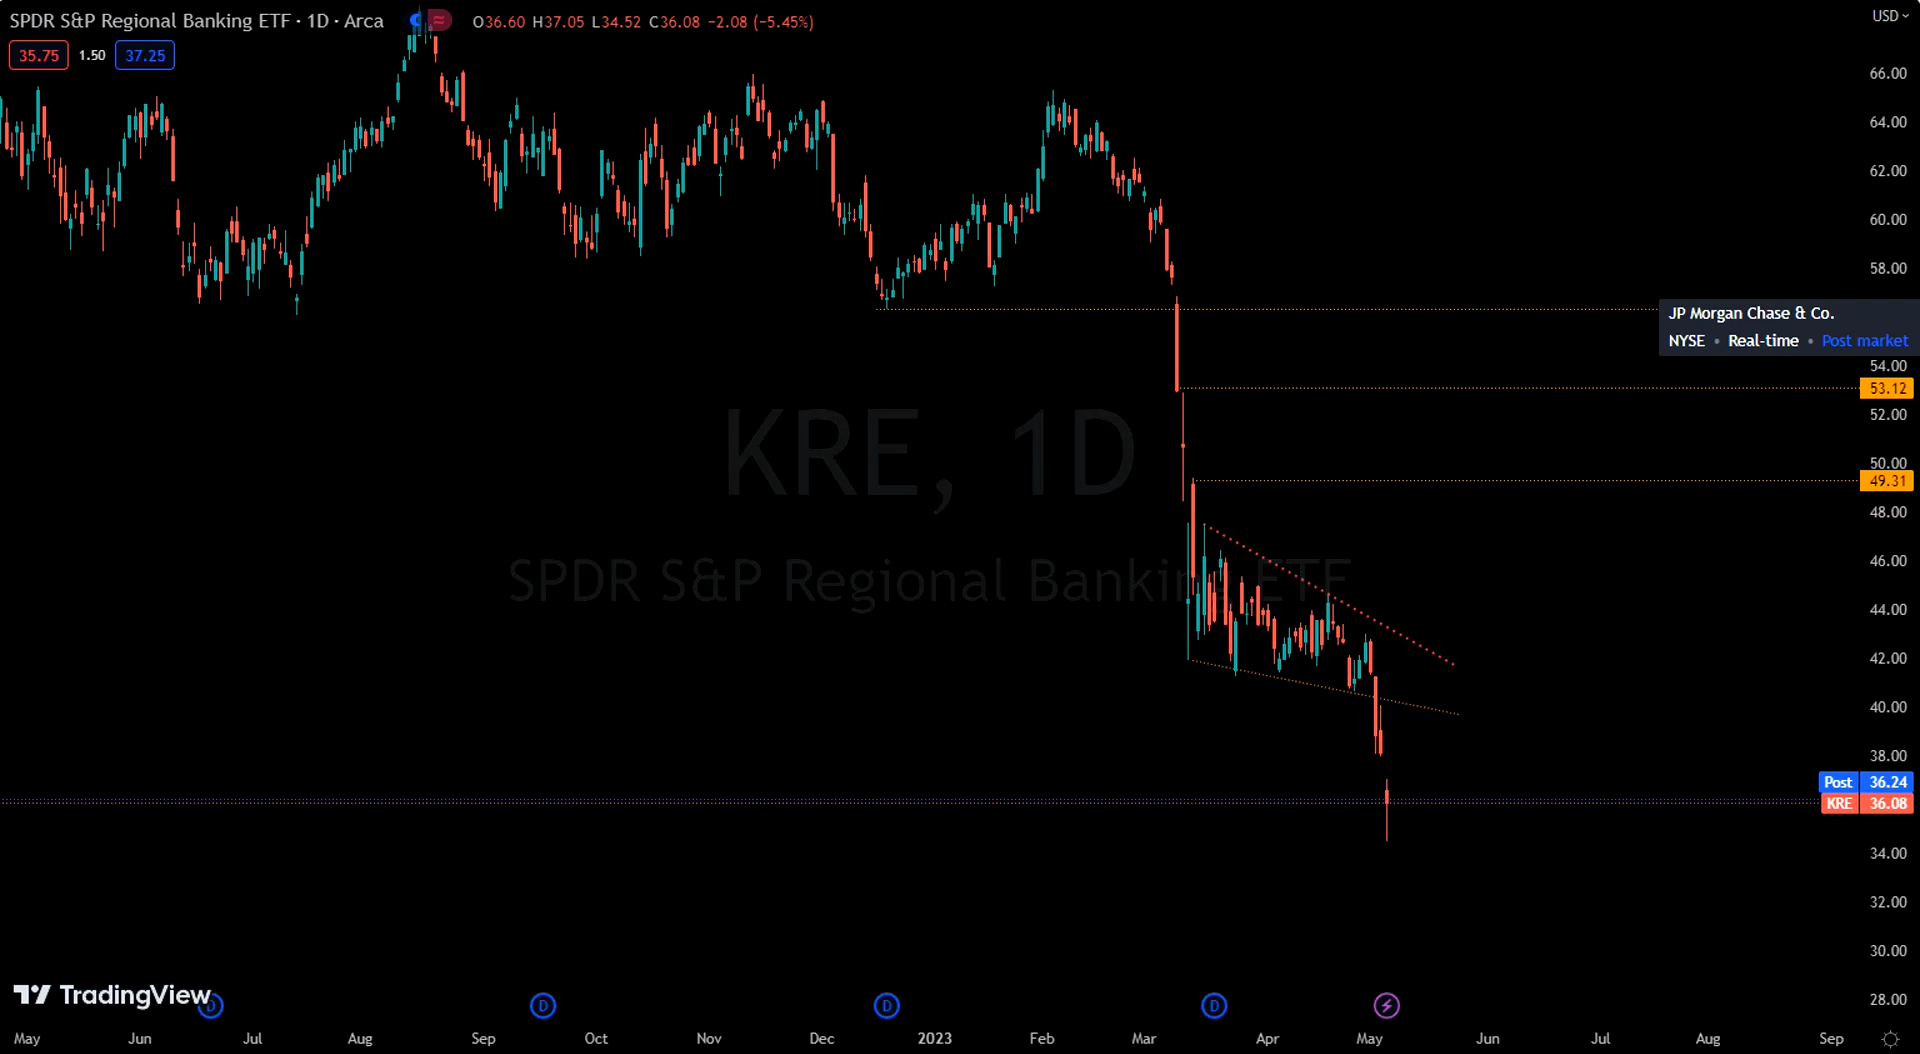 SPDR S&P Regional Banking ETF · 1D · Arca O36.60 H37.05 L34.52 C36.08 −2.08 (−5.45%)
USD
35.75 1.50 37.25
66.00
64.00
62.00
60.00
58.00
JP Morgan Chase & Co.
NYSE • Real-time • Post market
54.00
53.12
52.00
50.00
49.31
48.00
46.00
44.00
42.00
40.00
38.00
Post 36.24
KRE 36.08
34.00
32.00
30.00
28.00
KRE, 1D
SPDR S&P Regional Banking ETF
TradingView
D D D D
May Jun Jul Aug Sep Oct Nov Dec 2023 Feb Mar Apr May Jun Jul Aug Sep